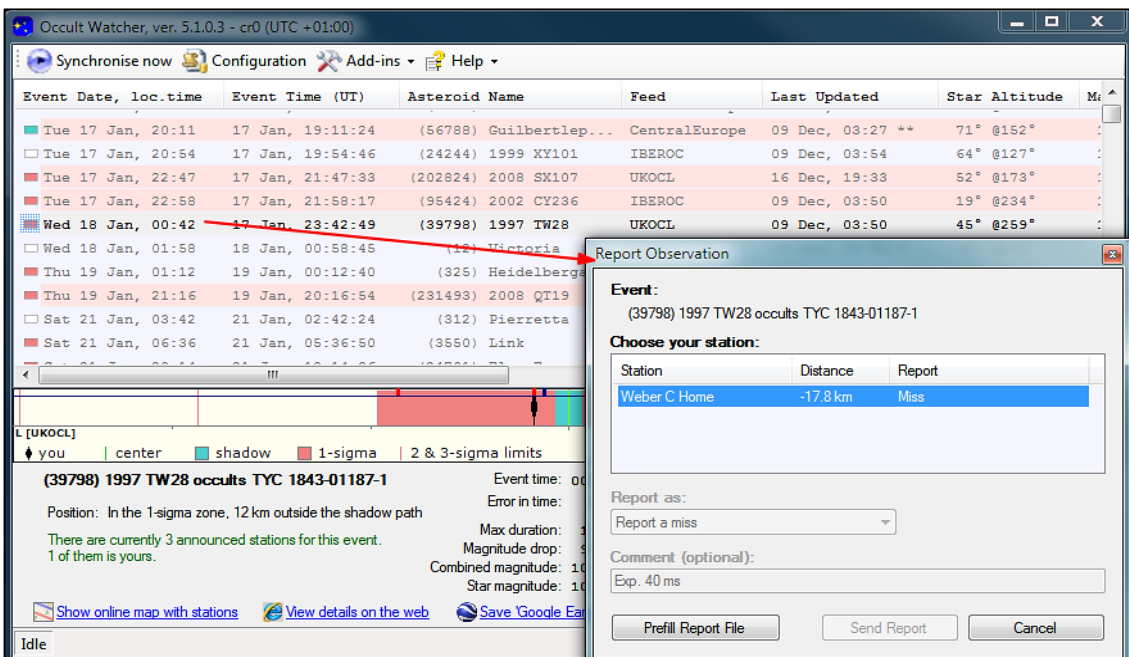 Occult Watcher, ver. 5.1.0.3 - cr0 (UTC +01:00)
Synchronise now Configuration Add-ins Help
Event Date, loc.time Event Time (UT) Asteroid Name Feed Last Updated Star Altitude
Tue 17 Jan, 20:11 17 Jan, 19:11:24 (56788) Guilbertlep... CentralEurope 09 Dec, 03:27 ** 71° @152°
Tue 17 Jan, 20:54 17 Jan, 19:54:46 (24244) 1999 XY101 IBEROC 09 Dec, 03:54 64° @127°
Tue 17 Jan, 22:47 17 Jan, 21:47:33 (202824) 2008 SX107 UKOCL 16 Dec, 19:33 52° @173°
Tue 17 Jan, 22:58 17 Jan, 21:58:17 (95424) 2002 CY236 IBEROC 09 Dec, 03:50 19° @234°
Wed 18 Jan, 00:42 17 Jan, 23:42:49 (39798) 1997 TW28 UKOCL 09 Dec, 03:50 45° @259°
Wed 18 Jan, 01:58 18 Jan, 00:58:45 (12) Victoria
Thu 19 Jan, 01:12 19 Jan, 00:12:40 (325) Heidelberga
Thu 19 Jan, 21:16 19 Jan, 20:16:54 (231493) 2008 QT19
Sat 21 Jan, 03:42 21 Jan, 02:42:24 (312) Pierretta
Sat 21 Jan, 06:36 21 Jan, 05:36:50 (3550) Link
L [UKOCL]
you center shadow 1-sigma 2 & 3-sigma limits
(39798) 1997 TW28 occults TYC 1843-01187-1
Position: In the 1-sigma zone, 12 km outside the shadow path
There are currently 3 announced stations for this event.
1 of them is yours.
Event time:
Error in time:
Max duration:
Magnitude drop:
Combined magnitude:
Star magnitude:
Show online map with stations View details on the web Save 'Google Ear
Idle
Report Observation
Event:
(39798) 1997 TW28 occults TYC 1843-01187-1
Choose your station:
Station Distance Report
Weber C Home -17.8 km Miss
Report as:
Report a miss
Comment (optional):
Exp. 40 ms
Prefill Report File Send Report Cancel